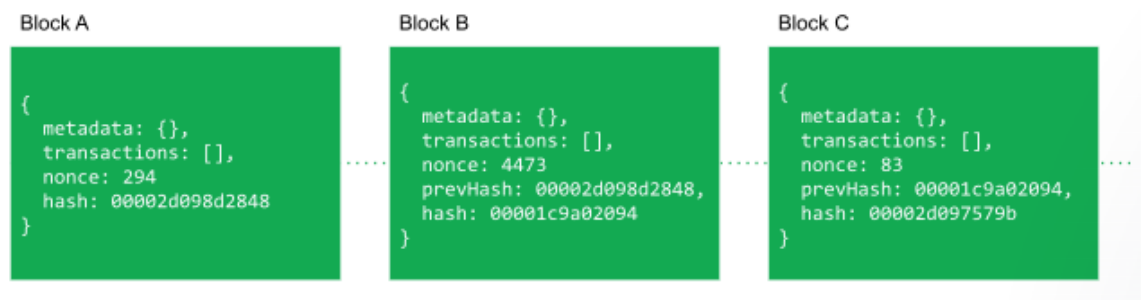 Block A
{
metadata: {},
transactions: [],
nonce: 294
hash: 00002d098d2848
}
Block B
{
metadata: {},
transactions: [],
nonce: 4473
prevHash: 00002d098d2848,
hash: 00001c9a02094
}
Block C
{
metadata: {},
transactions: [],
nonce: 83
prevHash: 00001c9a02094,
hash: 00002d097579b
}